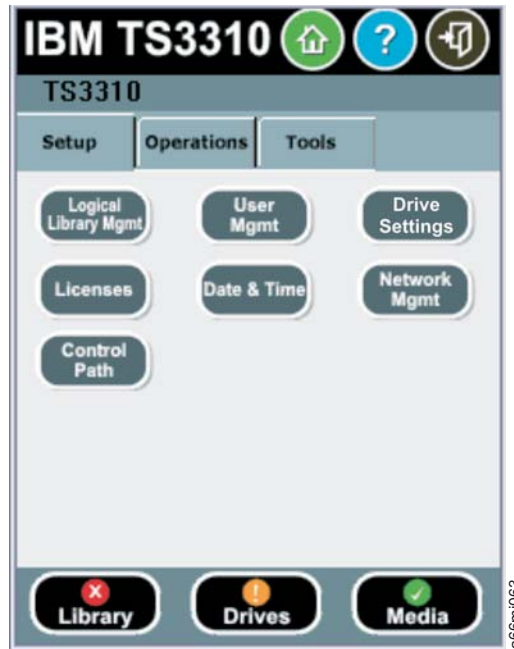 IBM TS3310 ?
TS3310
Setup Operations Tools
Logical
Library Mgmt
User
Mgmt
Drive
Settings
Licenses
Date & Time
Network
Mgmt
Control
Path
Library
Drives
Media